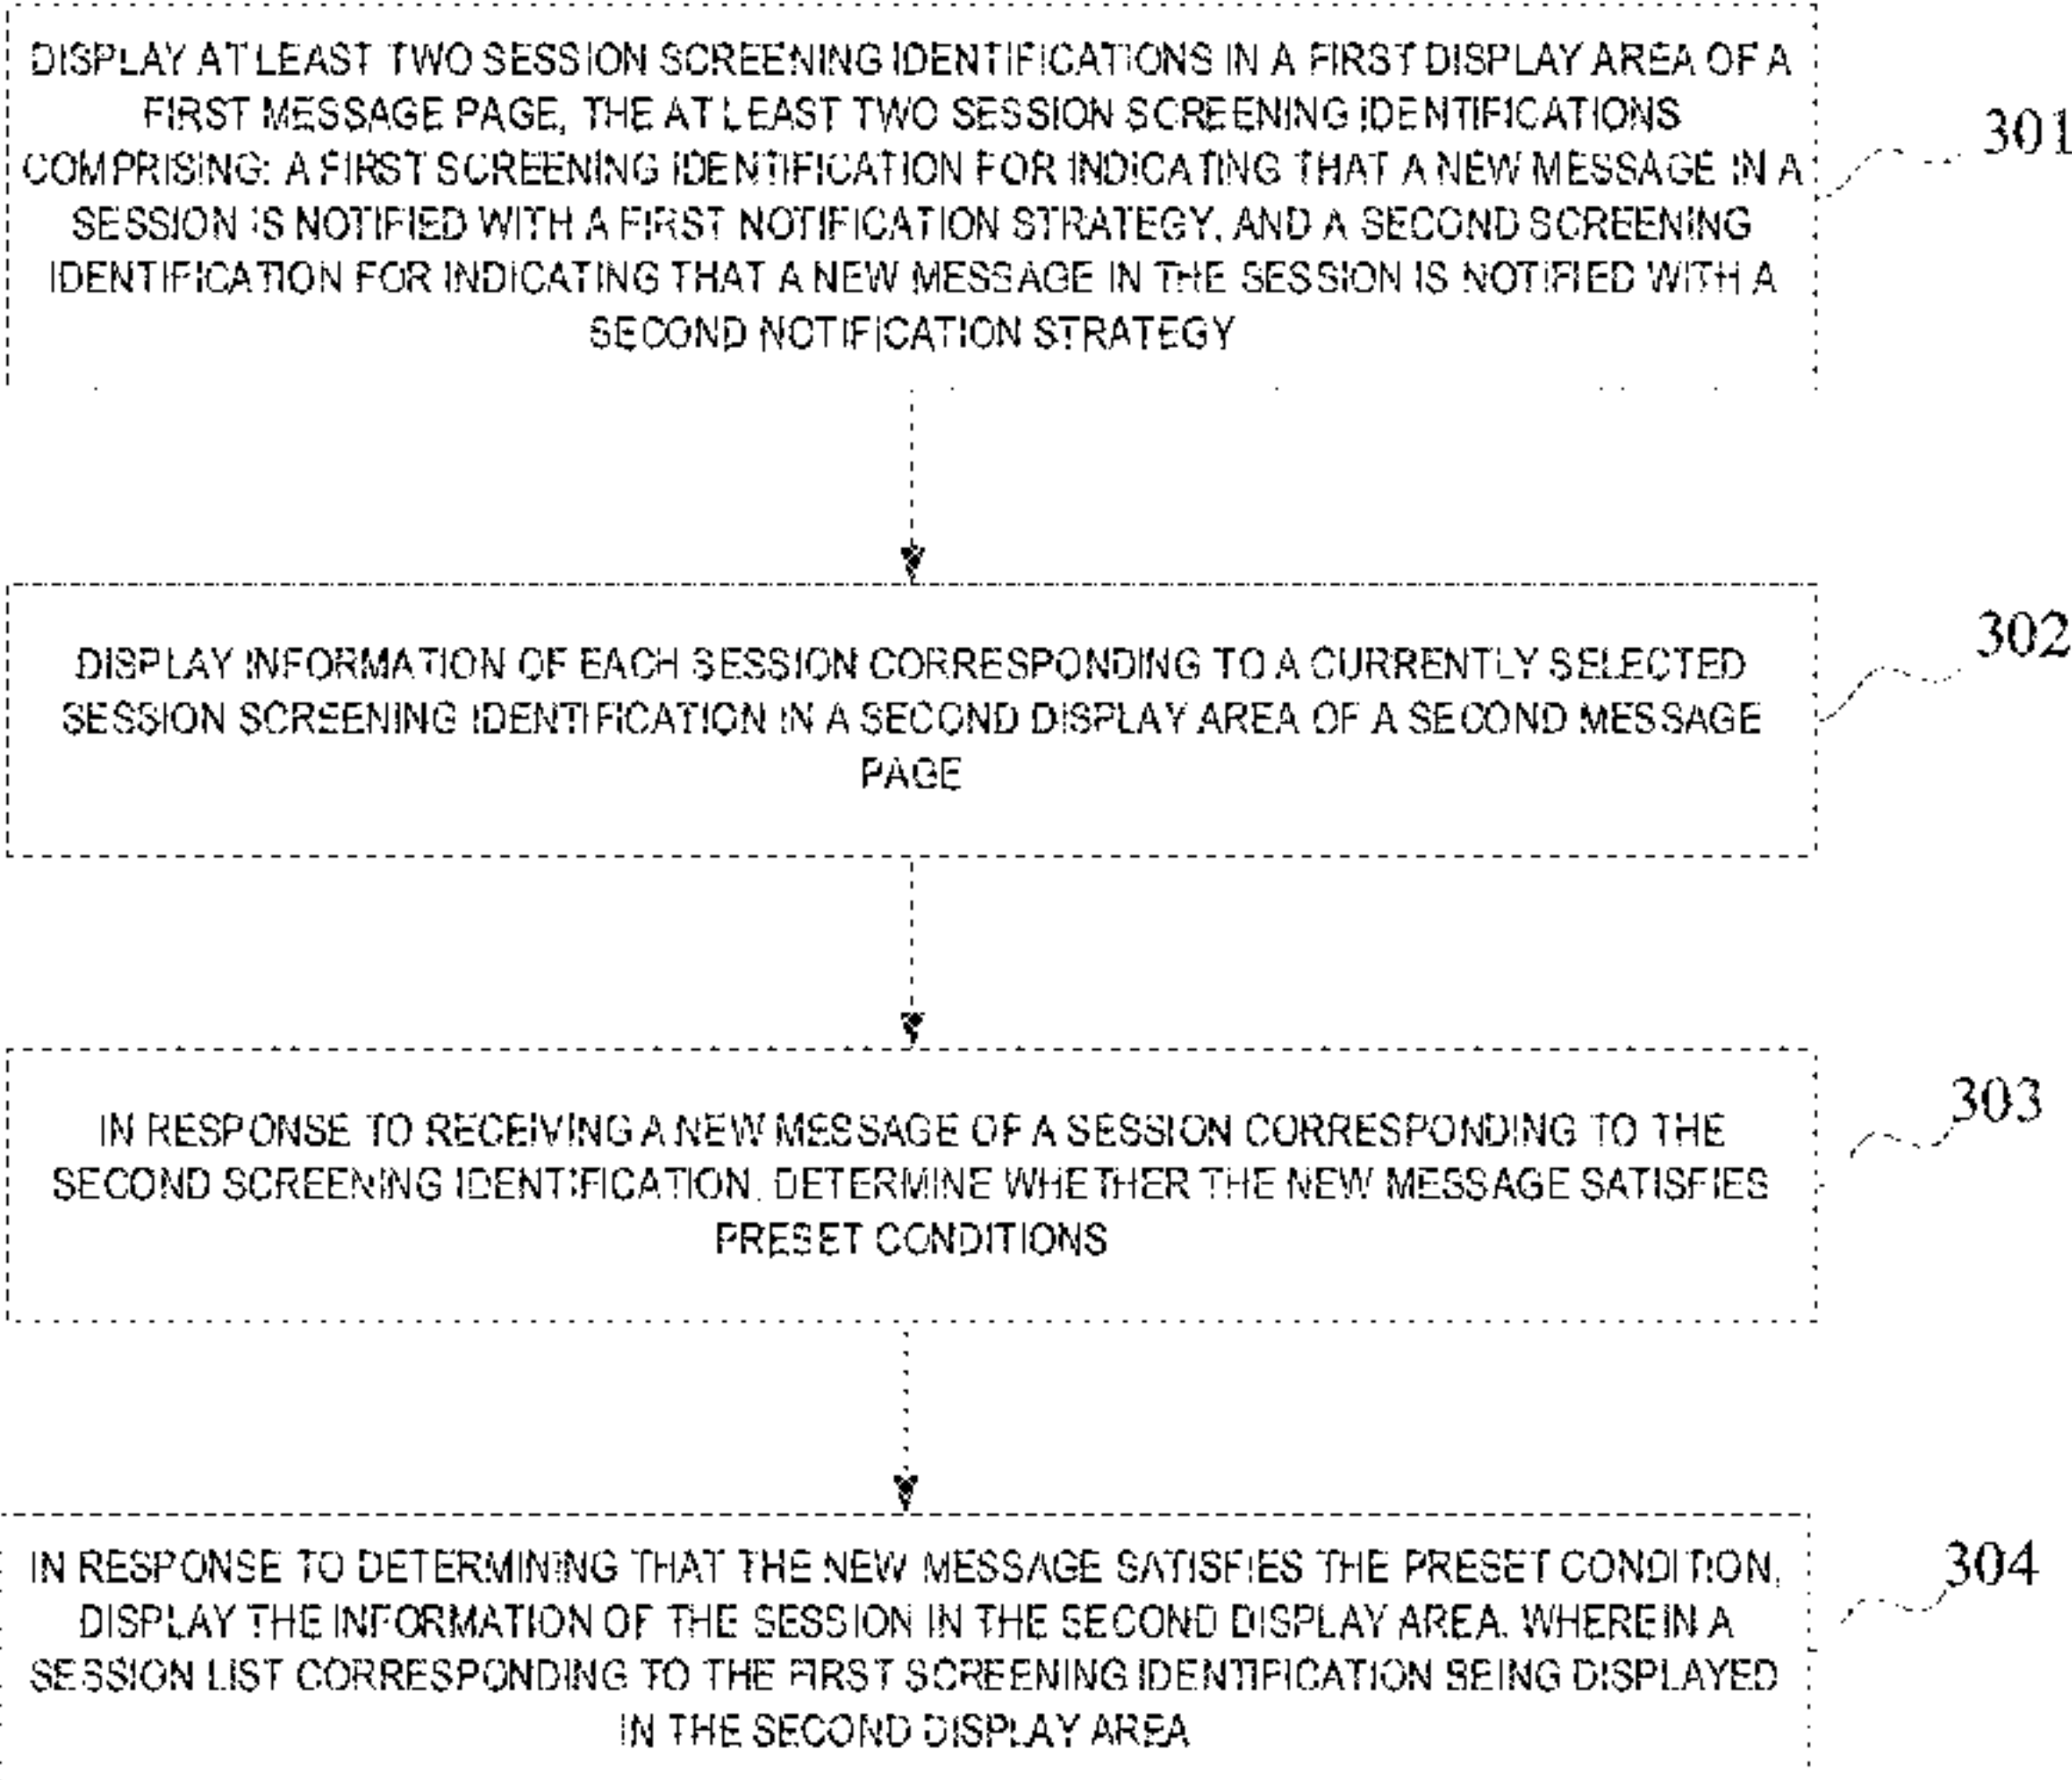 DISPLAY AT LEAST TWO SESSION SCREENING IDENTIFICATIONS IN A FIRST DISPLAY AREA OF A
FIRST MESSAGE PAGE, THE AT LEAST TWO SESSION SCREENING IDENTIFICATIONS
COMPRISING: A FIRST SCREENING IDENTIFICATION FOR INDICATING THAT A NEW MESSAGE IN A
SESSION IS NOTIFIED WITH A FIRST NOTIFICATION STRATEGY, AND A SECOND SCREENING
IDENTIFICATION FOR INDICATING THAT A NEW MESSAGE IN THE SESSION IS NOTIFIED WITH A
SECOND NOTIFICATION STRATEGY
301
DISPLAY INFORMATION OF EACH SESSION CORRESPONDING TO A CURRENTLY SELECTED
SESSION SCREENING IDENTIFICATION IN A SECOND DISPLAY AREA OF A SECOND MESSAGE
PAGE
302
IN RESPONSE TO RECEIVING A NEW MESSAGE OF A SESSION CORRESPONDING TO THE
SECOND SCREENING IDENTIFICATION, DETERMINE WHETHER THE NEW MESSAGE SATISFIES
PRESET CONDITIONS
303
IN RESPONSE TO DETERMINING THAT THE NEW MESSAGE SATISFIES THE PRESET CONDITION,
DISPLAY THE INFORMATION OF THE SESSION IN THE SECOND DISPLAY AREA, WHEREIN A
SESSION LIST CORRESPONDING TO THE FIRST SCREENING IDENTIFICATION BEING DISPLAYED
IN THE SECOND DISPLAY AREA
304